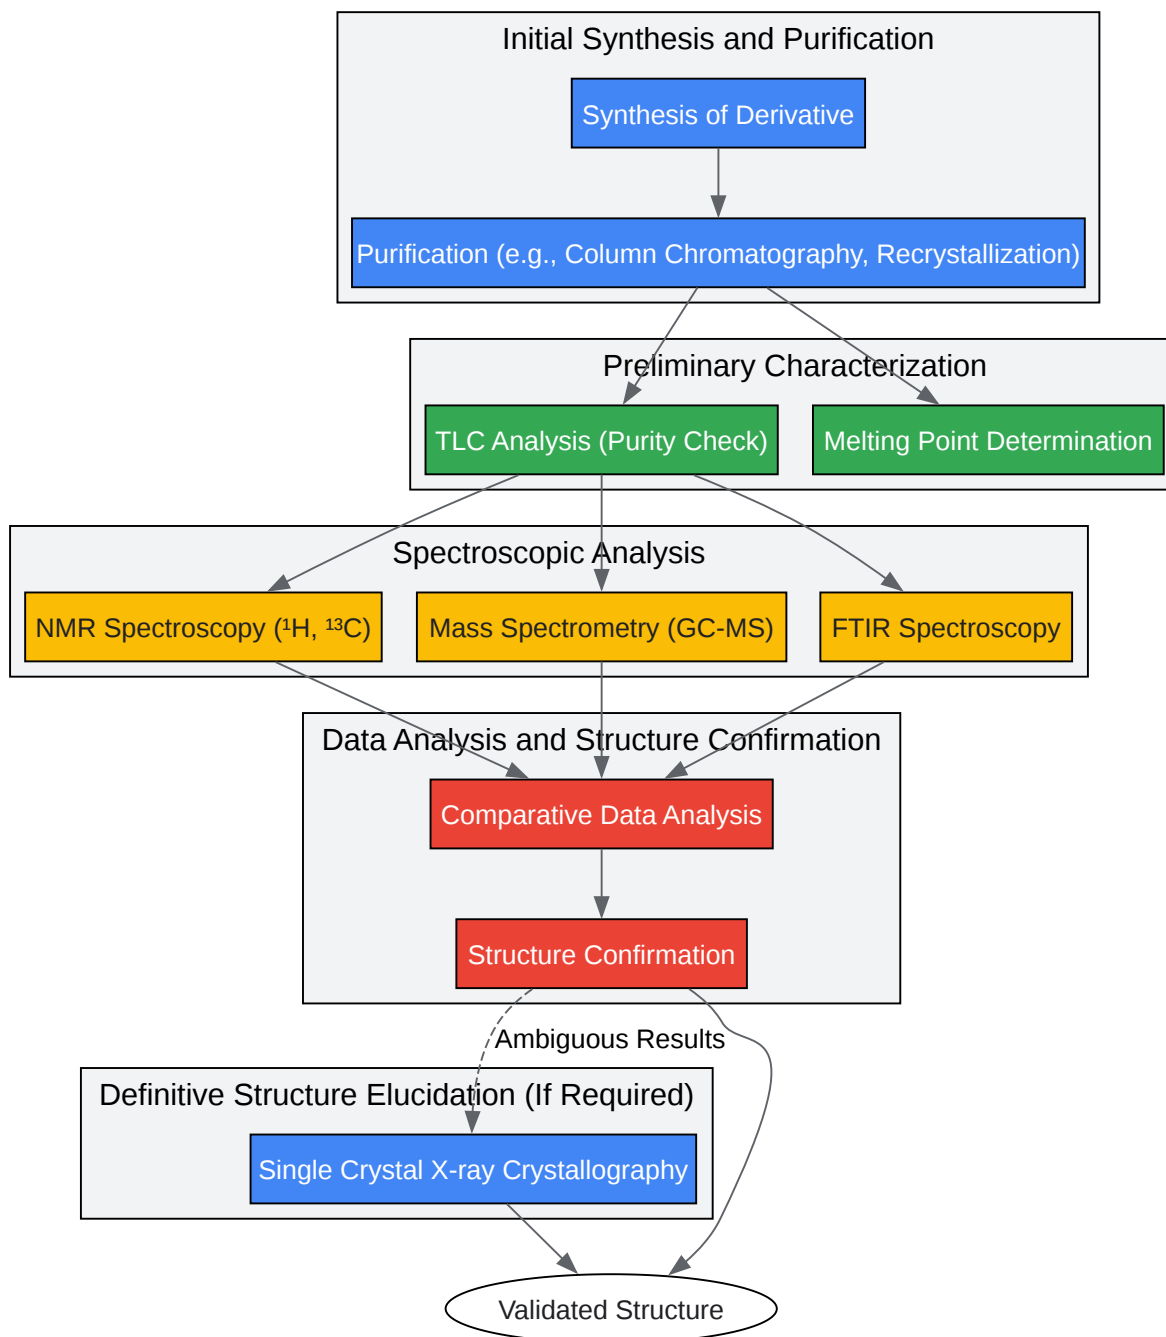 Initial Synthesis and Purification
Synthesis of Derivative
Purification (e.g., Column Chromatography, Recrystallization)
Preliminary Characterization
TLC Analysis (Purity Check)
Melting Point Determination
Spectroscopic Analysis
NMR Spectroscopy (¹H, ¹³C)
Mass Spectrometry (GC-MS)
FTIR Spectroscopy
Data Analysis and Structure Confirmation
Comparative Data Analysis
Structure Confirmation
Ambiguous Results
Definitive Structure Elucidation (If Required)
Single Crystal X-ray Crystallography
Validated Structure